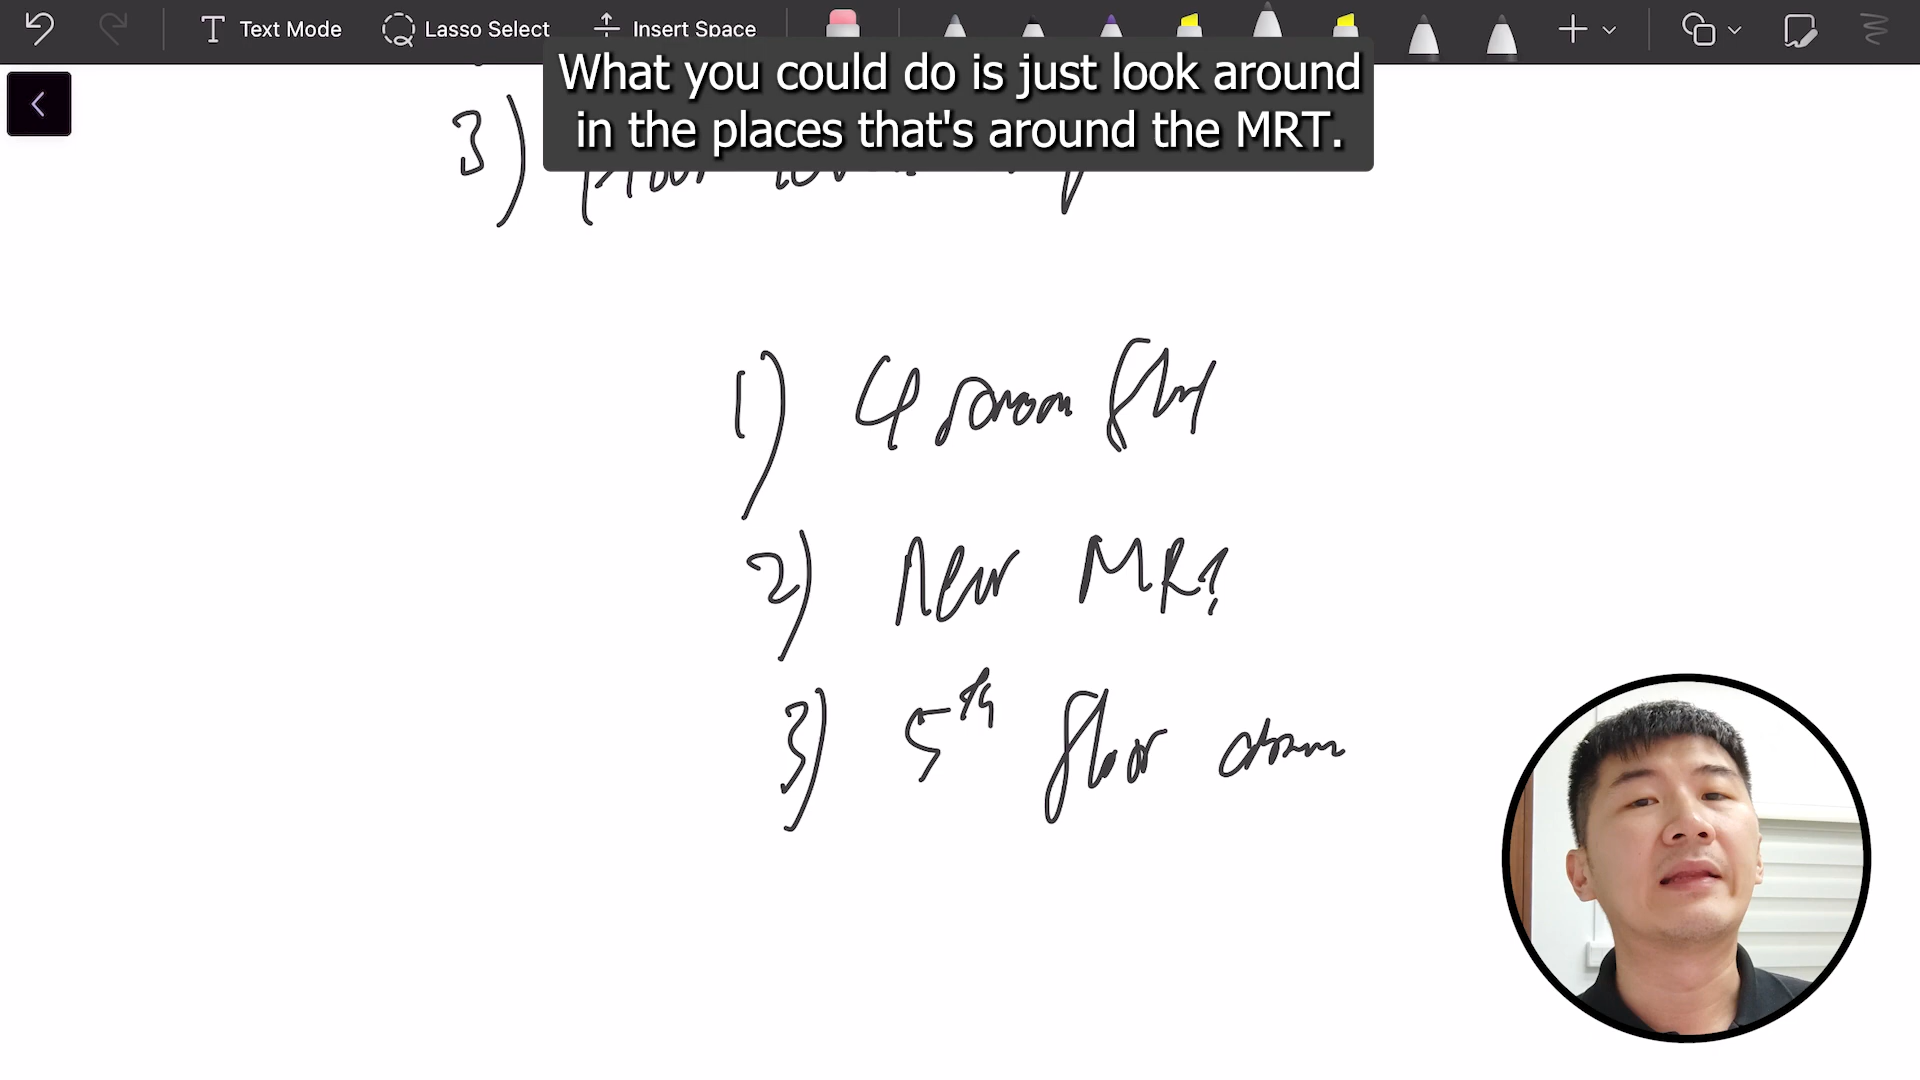 Text Mode Lasso Select Insert Space
What you could do is just look around
in the places that's around the MRT.
3)
1) 4 room flat
2) Near MRT
3) 5th floor down